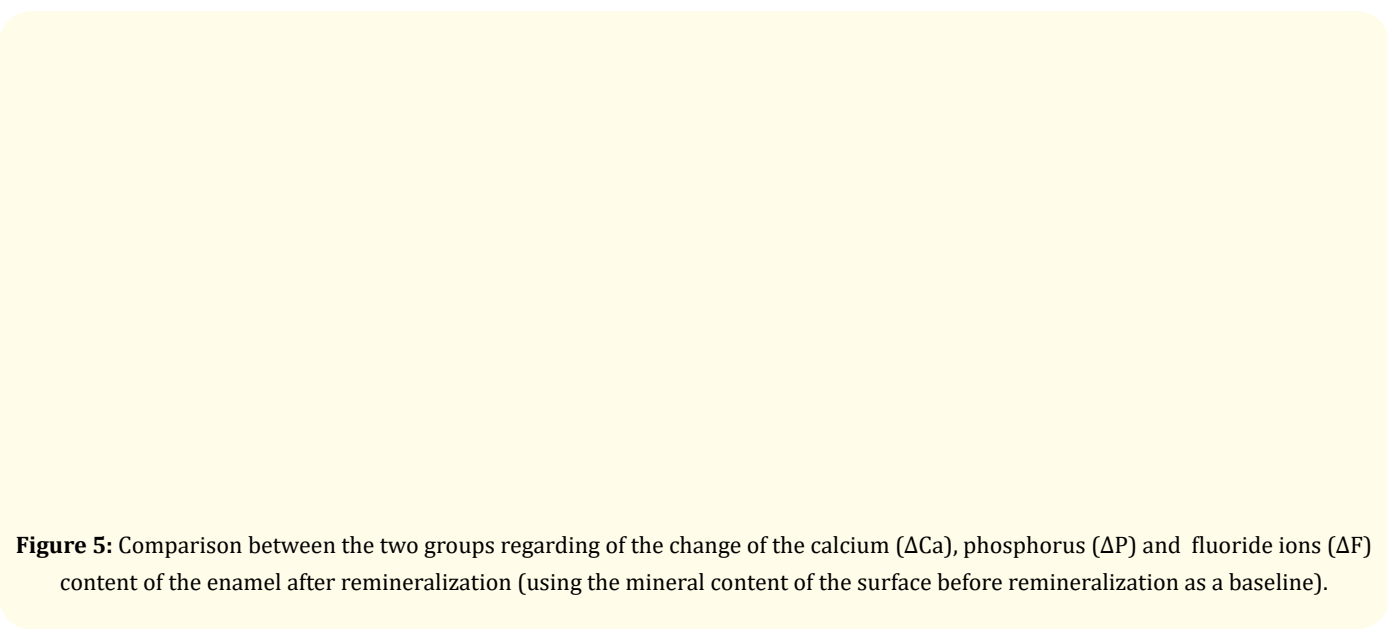 Figure 5: Comparison between the two groups regarding of the change of the calcium (ΔCa), phosphorus (ΔP) and fluoride ions (ΔF)
content of the enamel after remineralization (using the mineral content of the surface before remineralization as a baseline).